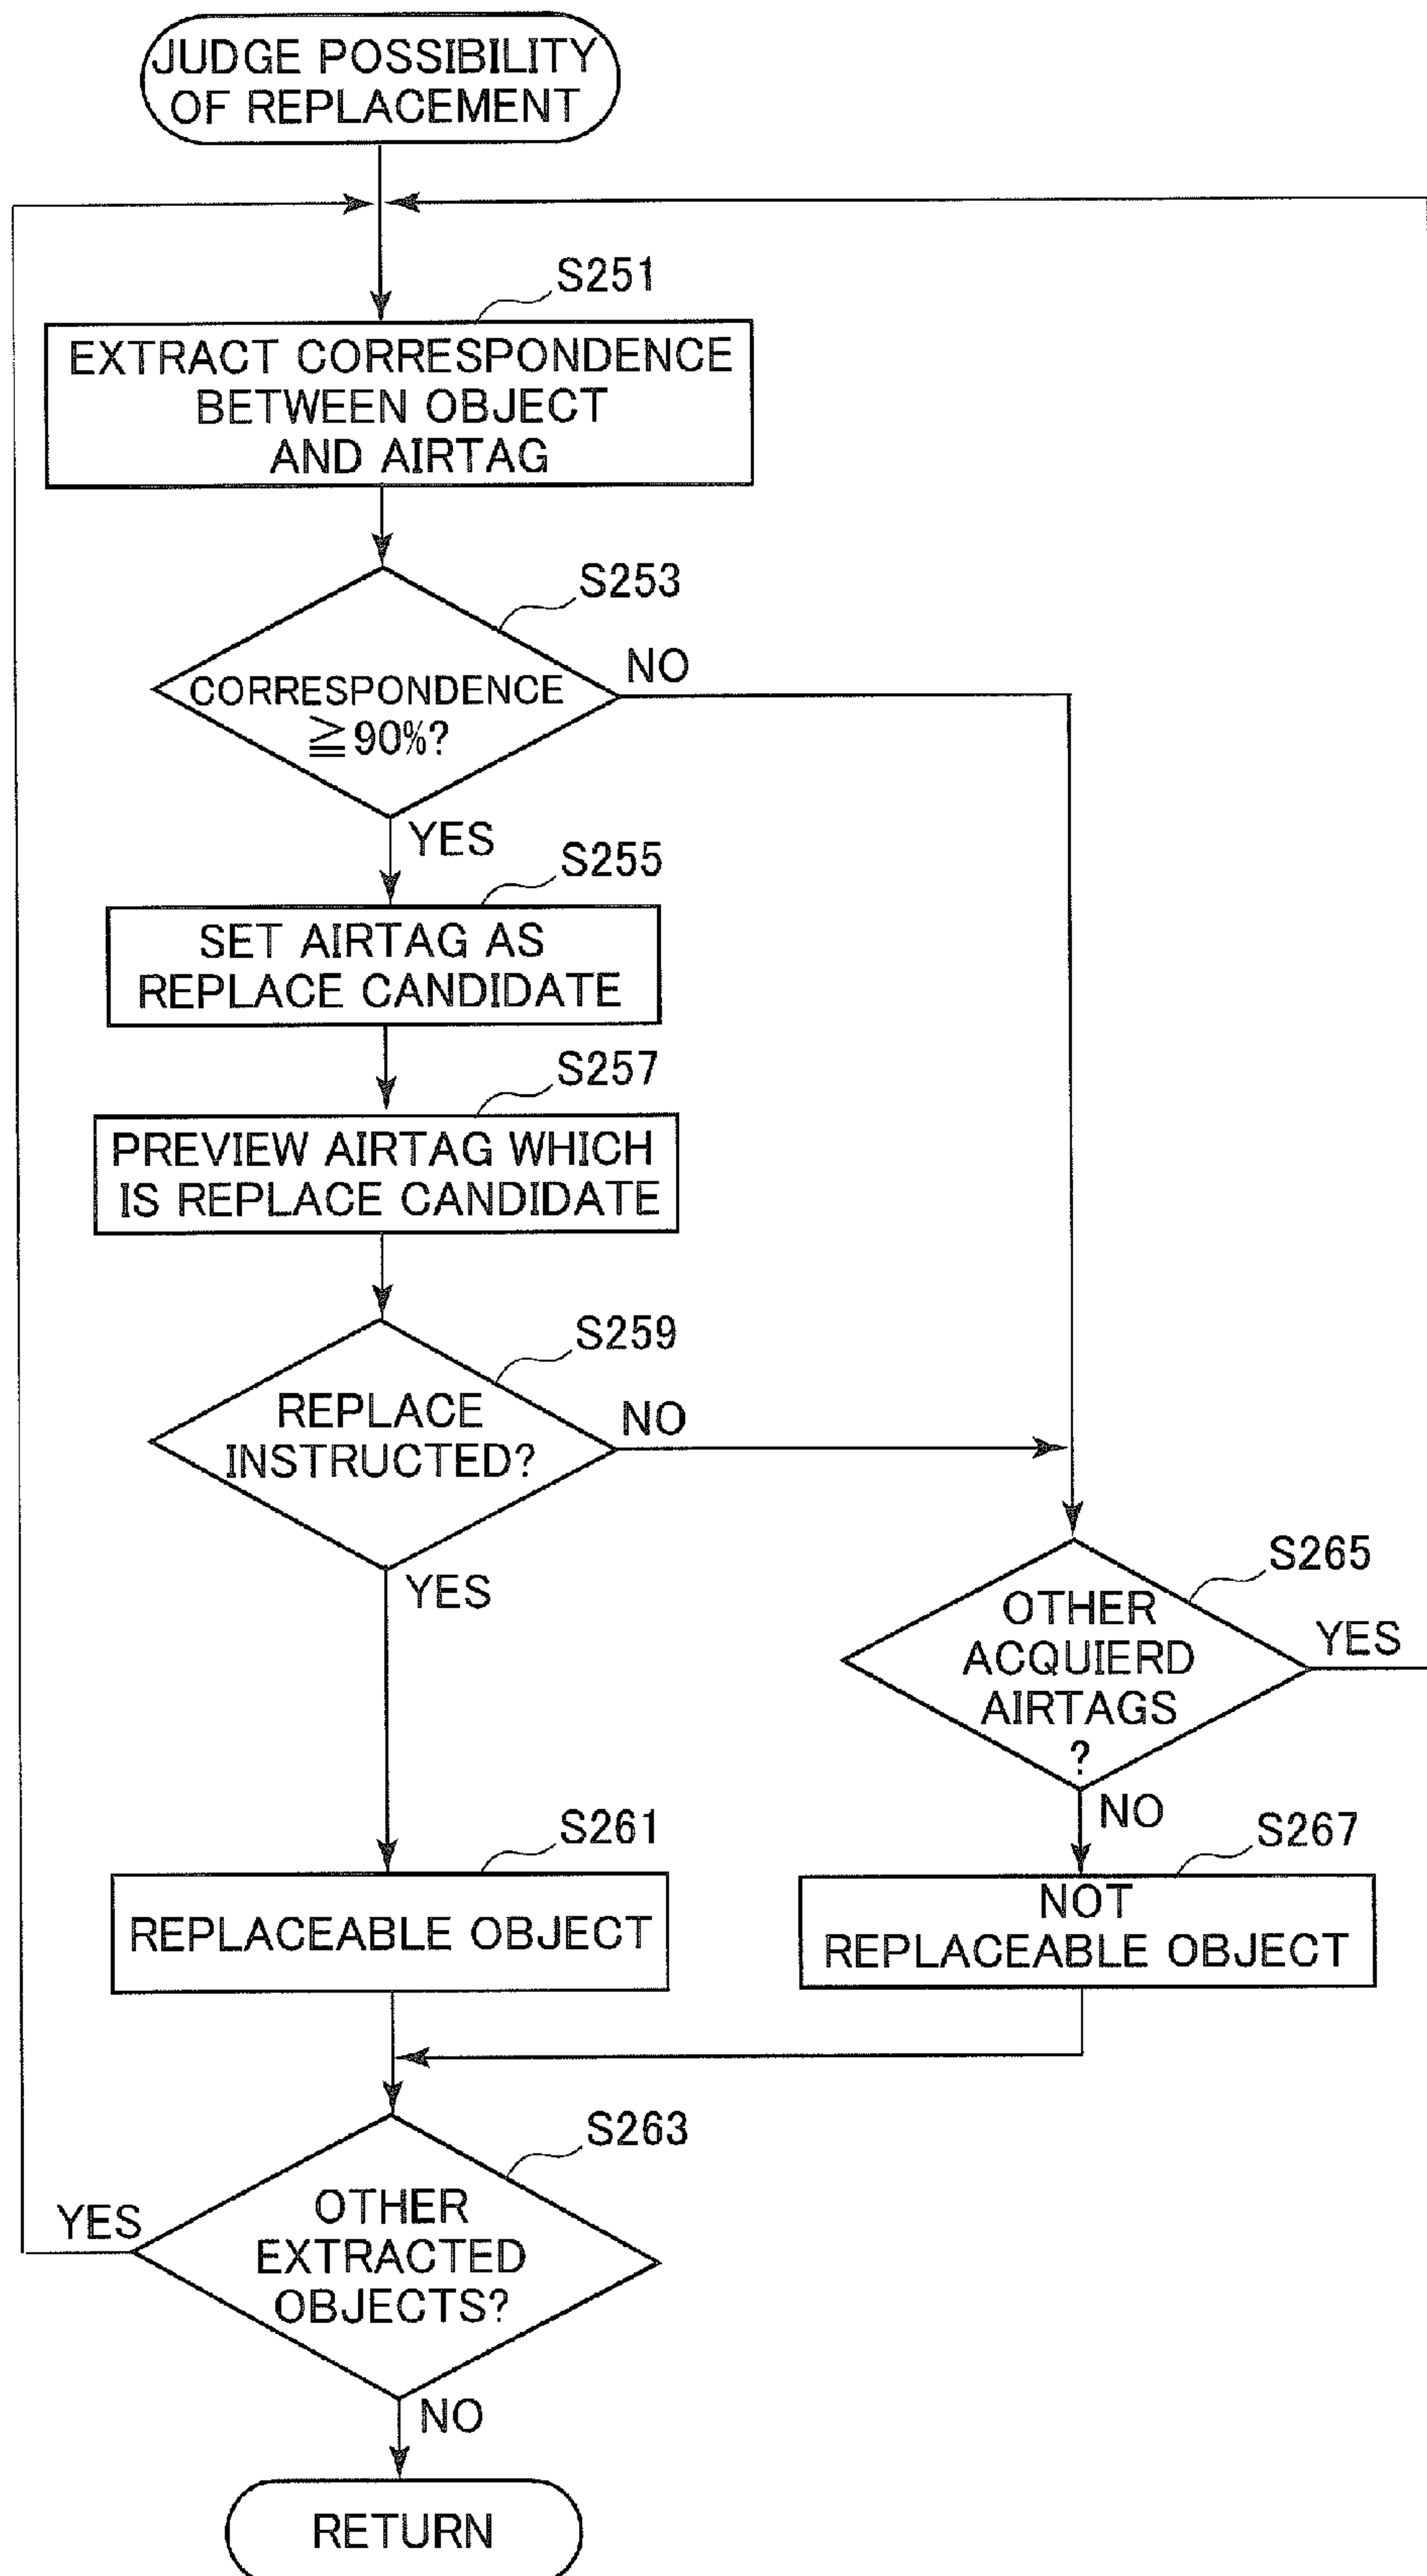 JUDGE POSSIBILITY
OF REPLACEMENT
S251
EXTRACT CORRESPONDENCE
BETWEEN OBJECT
AND AIRTAG
S253
CORRESPONDENCE
≧90%?
NO
YES
S255
SET AIRTAG AS
REPLACE CANDIDATE
S257
PREVIEW AIRTAG WHICH
IS REPLACE CANDIDATE
S259
REPLACE
INSTRUCTED?
NO
YES
S265
OTHER
ACQUIERD
AIRTAGS
?
YES
NO
S261
REPLACEABLE OBJECT
S267
NOT
REPLACEABLE OBJECT
S263
OTHER
EXTRACTED
OBJECTS?
YES
NO
RETURN